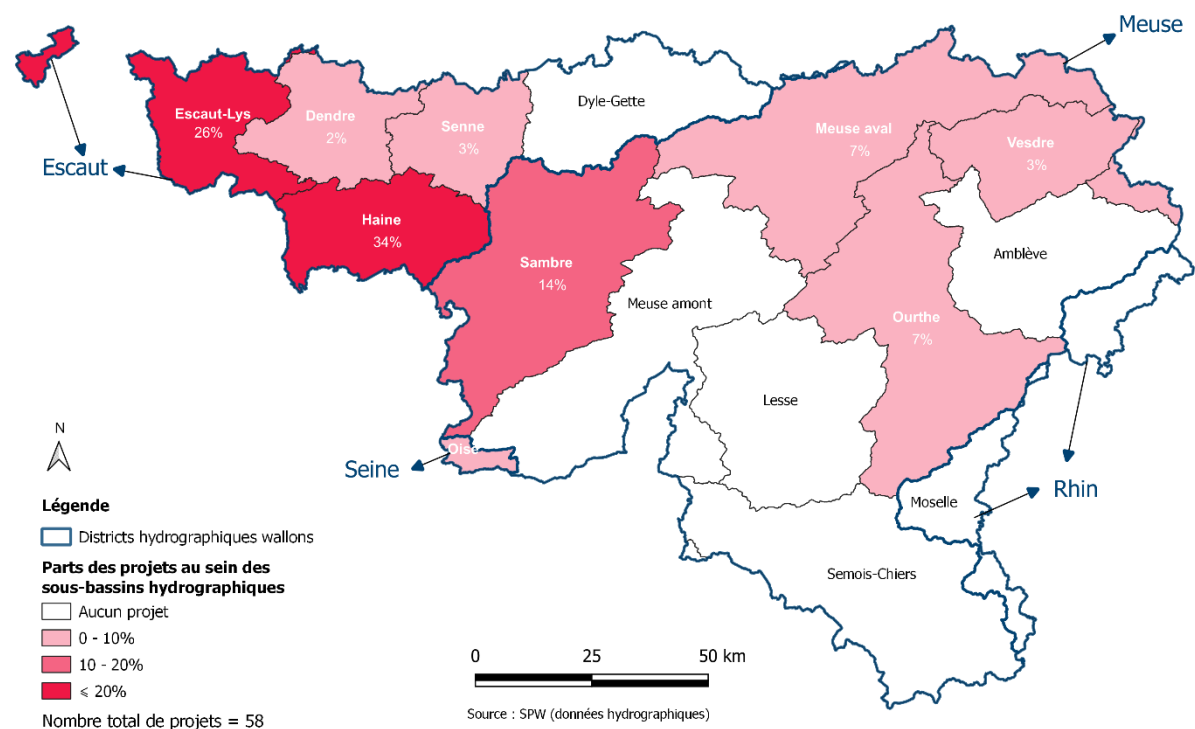 Meuse
Escaut-Lys
26%
Dendre
2%
Senne
3%
Dyle-Gette
Meuse aval
7%
Vesdre
3%
Escaut
Haine
34%
Sambre
14%
Meuse amont
Amblève
Ourthe
7%
Lesse
Oise
Seine
Moselle
Rhin
Semois-Chiers
N
Légende
Districts hydrographiques wallons
Parts des projets au sein des
sous-bassins hydrographiques
Aucun projet
0 - 10%
10 - 20%
⩽ 20%
Nombre total de projets = 58
0 25 50 km
Source : SPW (données hydrographiques)